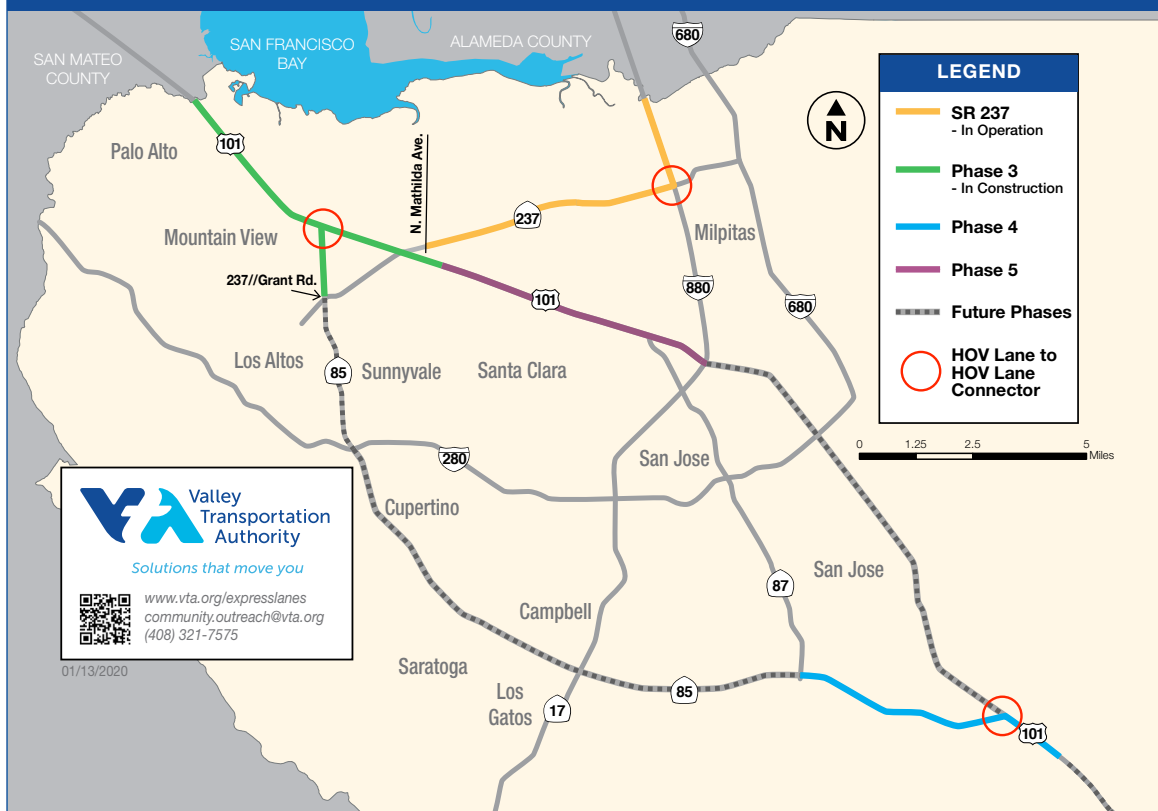 SAN MATEO
COUNTY
SAN FRANCISCO
BAY
ALAMEDA COUNTY
680
LEGEND
SR 237
- In Operation
Phase 3
- In Construction
Phase 4
Phase 5
Future Phases
HOV Lane to
HOV Lane
Connector
N
0 1.25 2.5 5
Miles
Palo Alto
101
N. Mathilda Ave.
237
Mountain View
Milpitas
237//Grant Rd.
101
880
680
Los Altos
85
Sunnyvale
Santa Clara
280
San Jose
Cupertino
San Jose
87
Campbell
Saratoga
Los
Gatos
17
85
101
VTA
Valley
Transportation
Authority
Solutions that move you
www.vta.org/expresslanes
community.outreach@vta.org
(408) 321-7575
01/13/2020